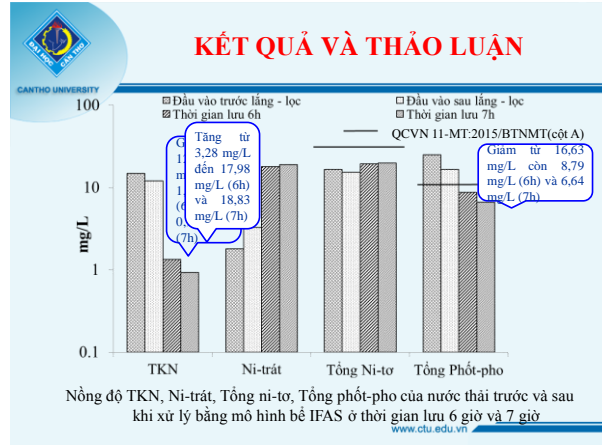 ĐẠI HỌC
CẦN THƠ
CANTHO UNIVERSITY
KẾT QUẢ VÀ THẢO LUẬN
Đầu vào trước lắng - lọc
Đầu vào sau lắng - lọc
Thời gian lưu 6h
Thời gian lưu 7h
QCVN 11-MT:2015/BTNMT(cột A)
Tăng từ
3,28 mg/L
đến 17,98
mg/L (6h)
và 18,83
mg/L (7h)
(7h)
Giảm từ 16,63
mg/L còn 8,79
mg/L (6h) và 6,64
mg/L (7h)
mg/L
100
10
1
0.1
TKN
Ni-trát
Tổng Ni-tơ
Tổng Phốt-pho
Nồng độ TKN, Ni-trát, Tổng ni-tơ, Tổng phốt-pho của nước thải trước và sau
khi xử lý bằng mô hình bể IFAS ở thời gian lưu 6 giờ và 7 giờ
www.ctu.edu.vn